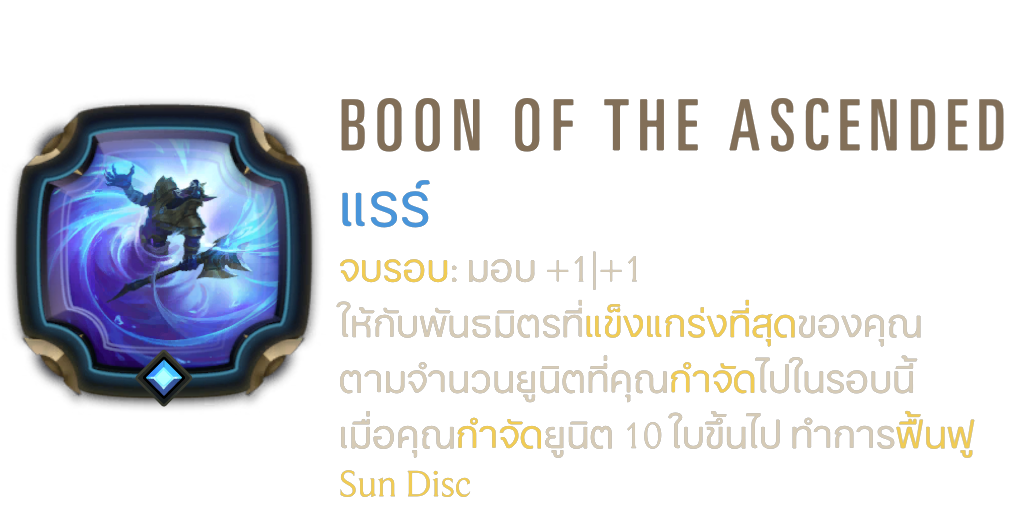 BOON OF THE ASCENDED
แรร์
จบรอบ: มอบ +1|+1
ให้กับพันธมิตรที่แข็งแกร่งที่สุดของคุณ
ตามจำนวนยูนิตที่คุณกำจัดไปในรอบนี้
เมื่อคุณกำจัดยูนิต 10 ใบขึ้นไป ทำการฟื้นฟู
Sun Disc